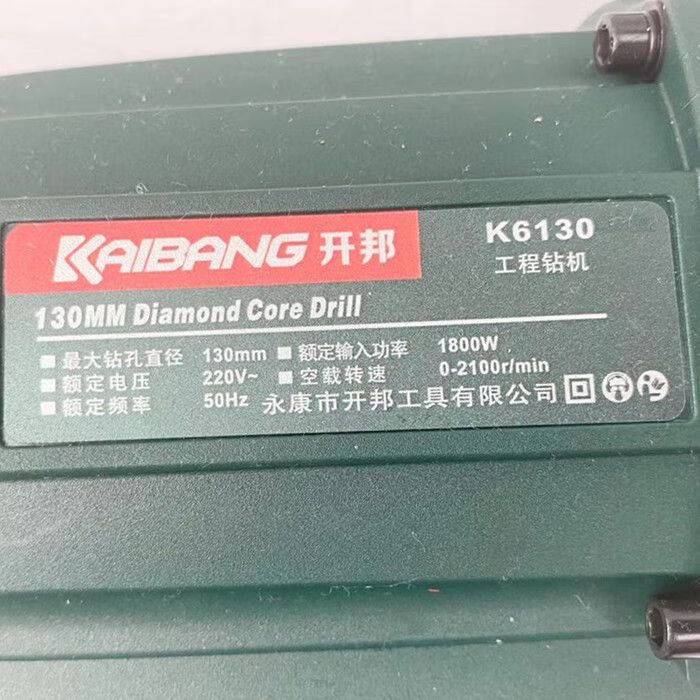 KAIBANG 开邦
K6130
工程钻机
130MM Diamond Core Drill
最大钻孔直径 130mm 额定输入功率 1800W
额定电压 220V~ 空载转速 0-2100r/min
额定频率 50Hz 永康市开邦工具有限公司